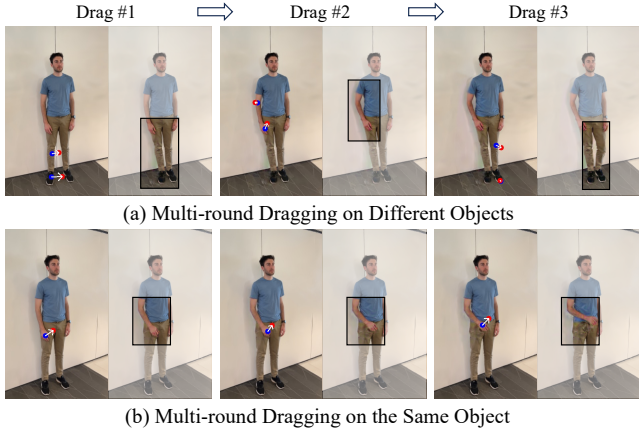 Drag #1 Drag #2 Drag #3
(a) Multi-round Dragging on Different Objects
(b) Multi-round Dragging on the Same Object